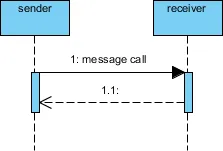 sender
receiver
1: message call
1.1: